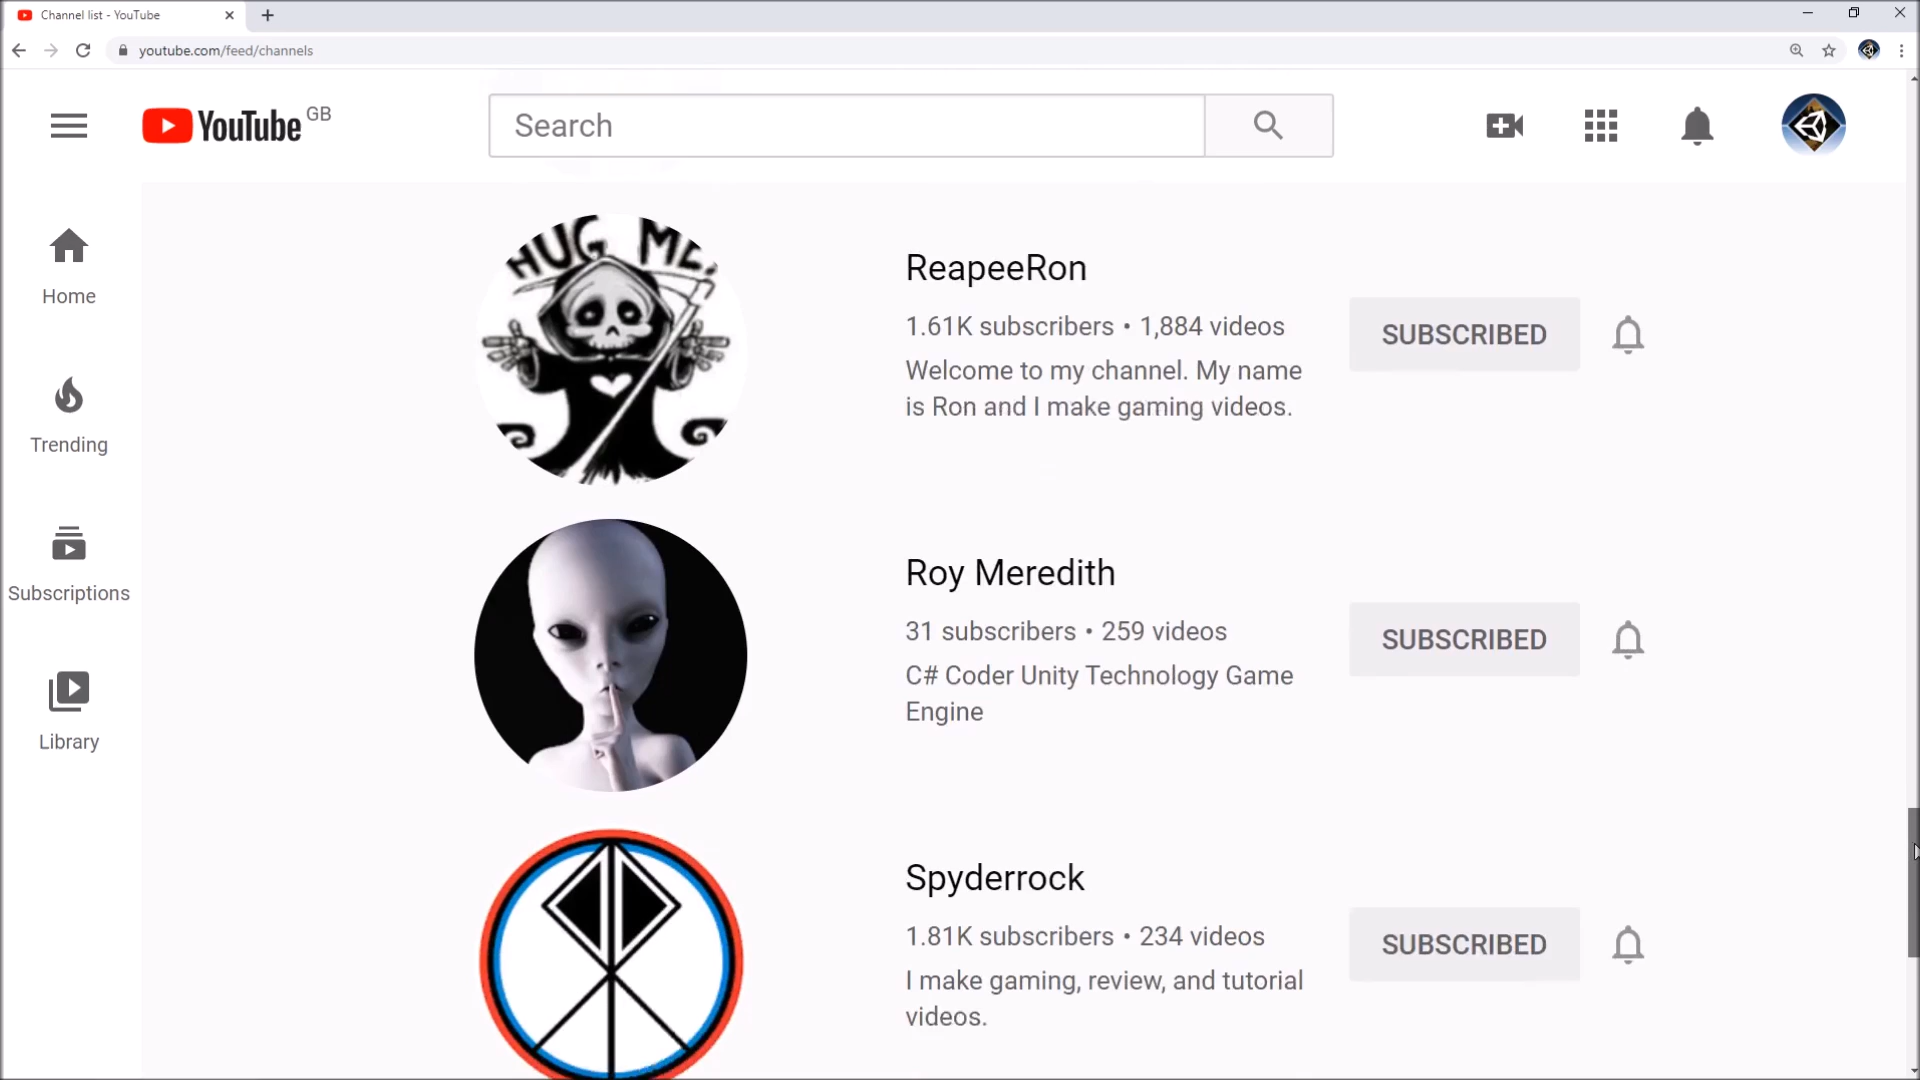 Channel list - YouTube
youtube.com/feed/channels
YouTube GB
Search
Home
Trending
Subscriptions
Library
HUG ME!
ReapeeRon
1.61K subscribers • 1,884 videos
Welcome to my channel. My name
is Ron and I make gaming videos.
SUBSCRIBED
Roy Meredith
31 subscribers • 259 videos
C# Coder Unity Technology Game
Engine
SUBSCRIBED
Spyderrock
1.81K subscribers • 234 videos
I make gaming, review, and tutorial
videos.
SUBSCRIBED